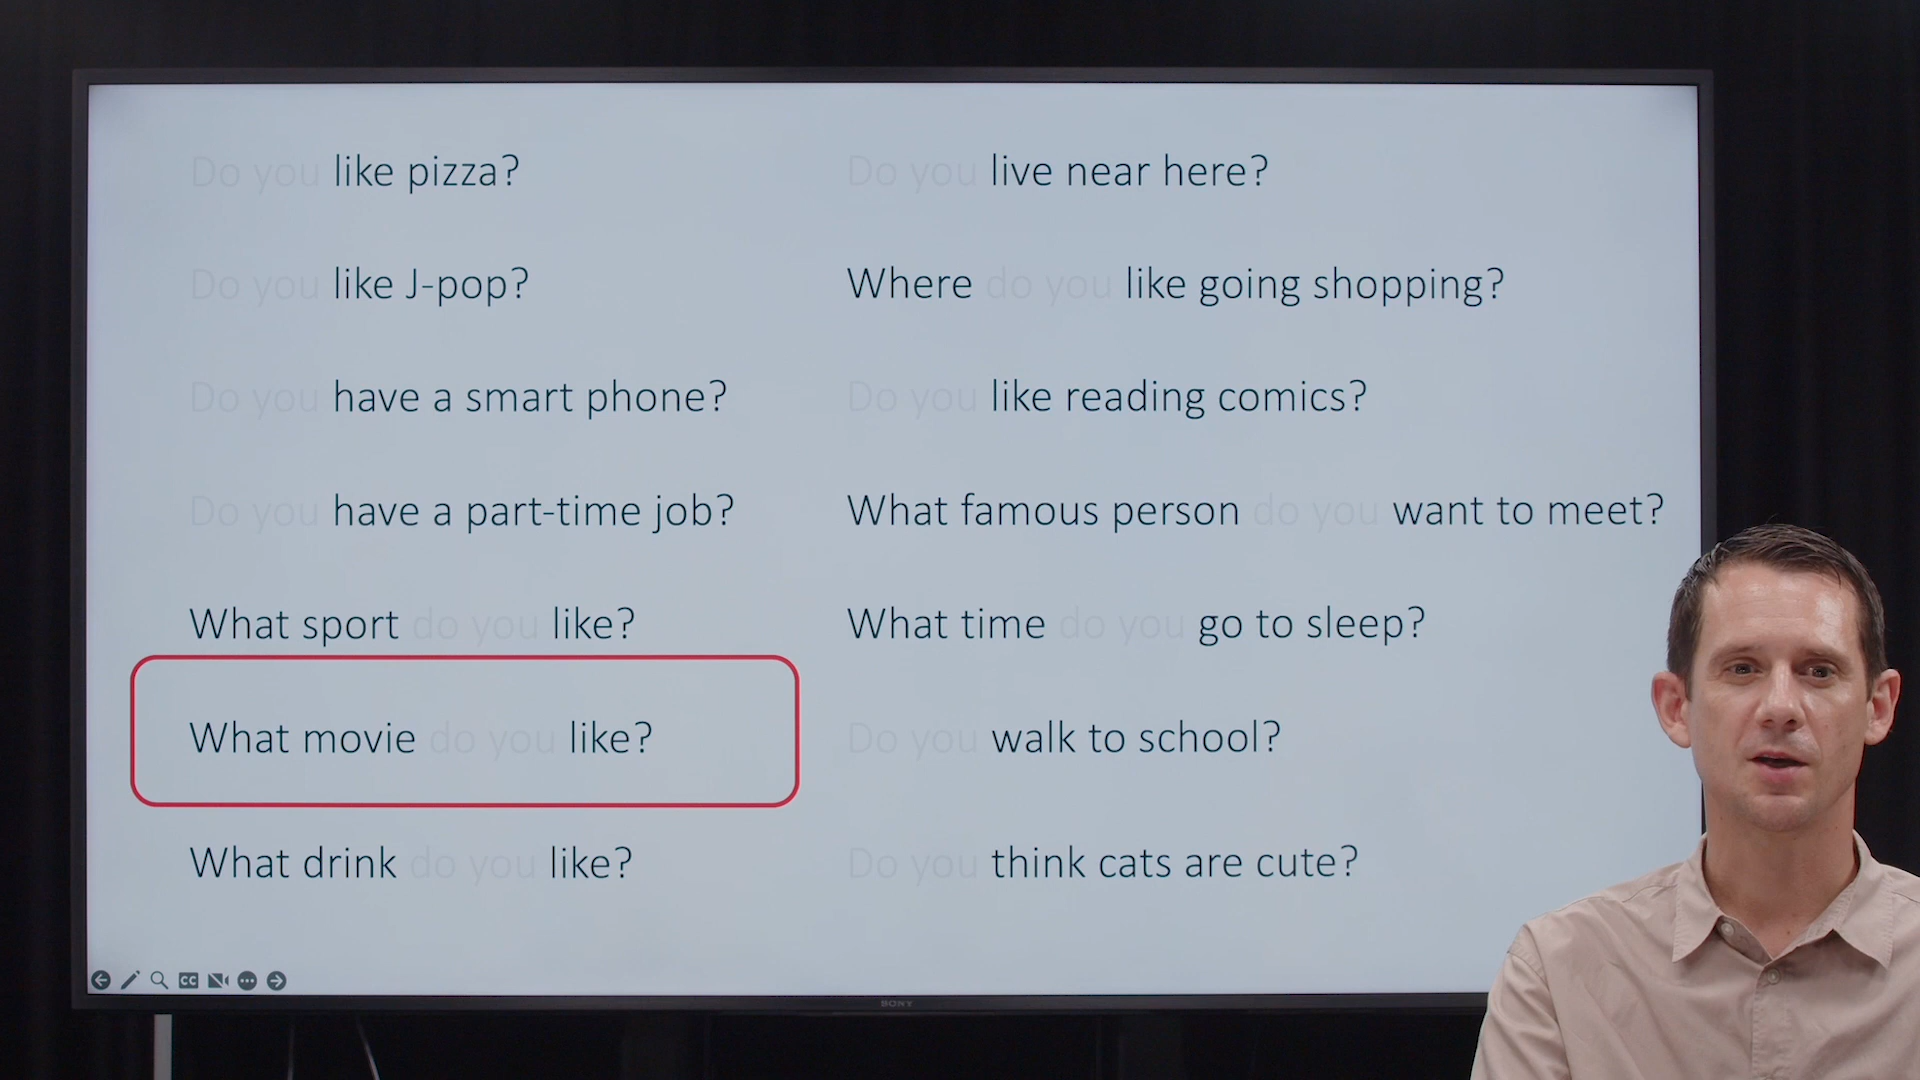 Do you like pizza?
Do you like J-pop?
Do you have a smart phone?
Do you have a part-time job?
What sport do you like?
What movie do you like?
What drink do you like?
Do you live near here?
Where do you like going shopping?
Do you like reading comics?
What famous person do you want to meet?
What time do you go to sleep?
Do you walk to school?
Do you think cats are cute?
CC
SONY